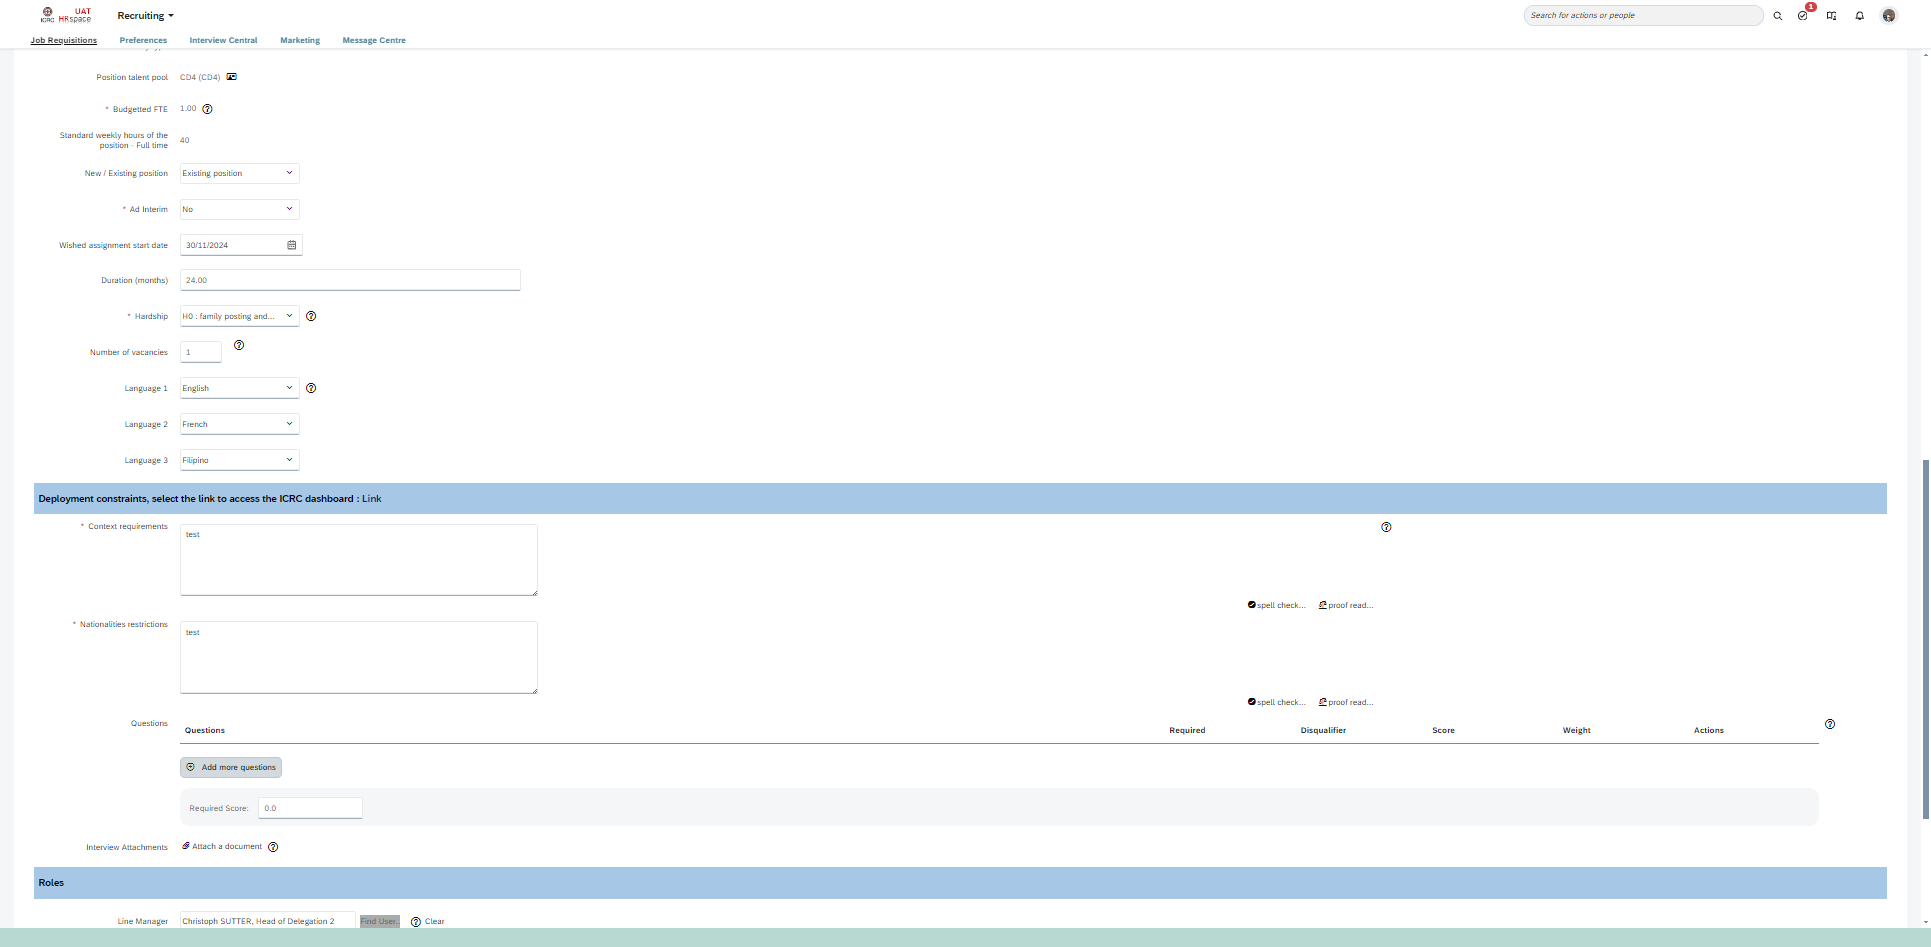 ICRC UAT HRspace Recruiting Search for actions or people 1
Job Requisitions Preferences Interview Central Marketing Message Centre
Position talent pool CD4 (CD4)
* Budgetted FTE 1.00
Standard weekly hours of the
position - Full time 40
New / Existing position Existing position
* Ad Interim No
Wished assignment start date 30/11/2024
Duration (months) 24.00
* Hardship H0 : family posting and...
Number of vacancies 1
Language 1 English
Language 2 French
Language 3 Filipino
Deployment constraints, select the link to access the ICRC dashboard : Link
* Context requirements test
spell check... proof read...
* Nationalities restrictions test
spell check... proof read...
Questions Questions Required Disqualifier Score Weight Actions
Add more questions
Required Score: 0.0
Interview Attachments Attach a document
Roles
Line Manager Christoph SUTTER, Head of Delegation 2 Find User... Clear